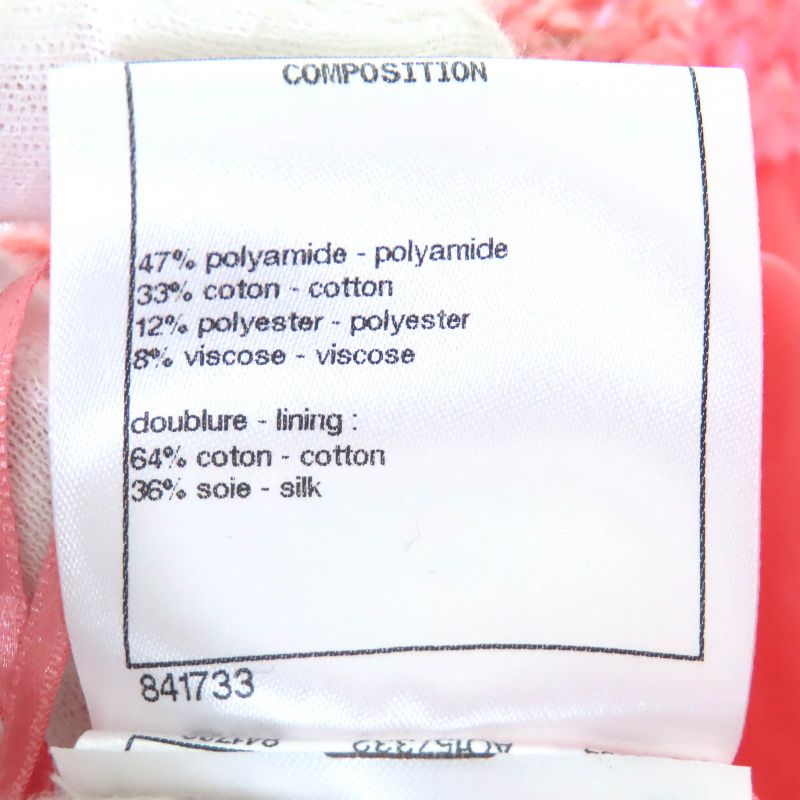 COMPOSITION
47% polyamide - polyamide
33% coton - cotton
12% polyester - polyester
8% viscose - viscose
doublure - lining :
64% coton - cotton
36% soie - silk
841733